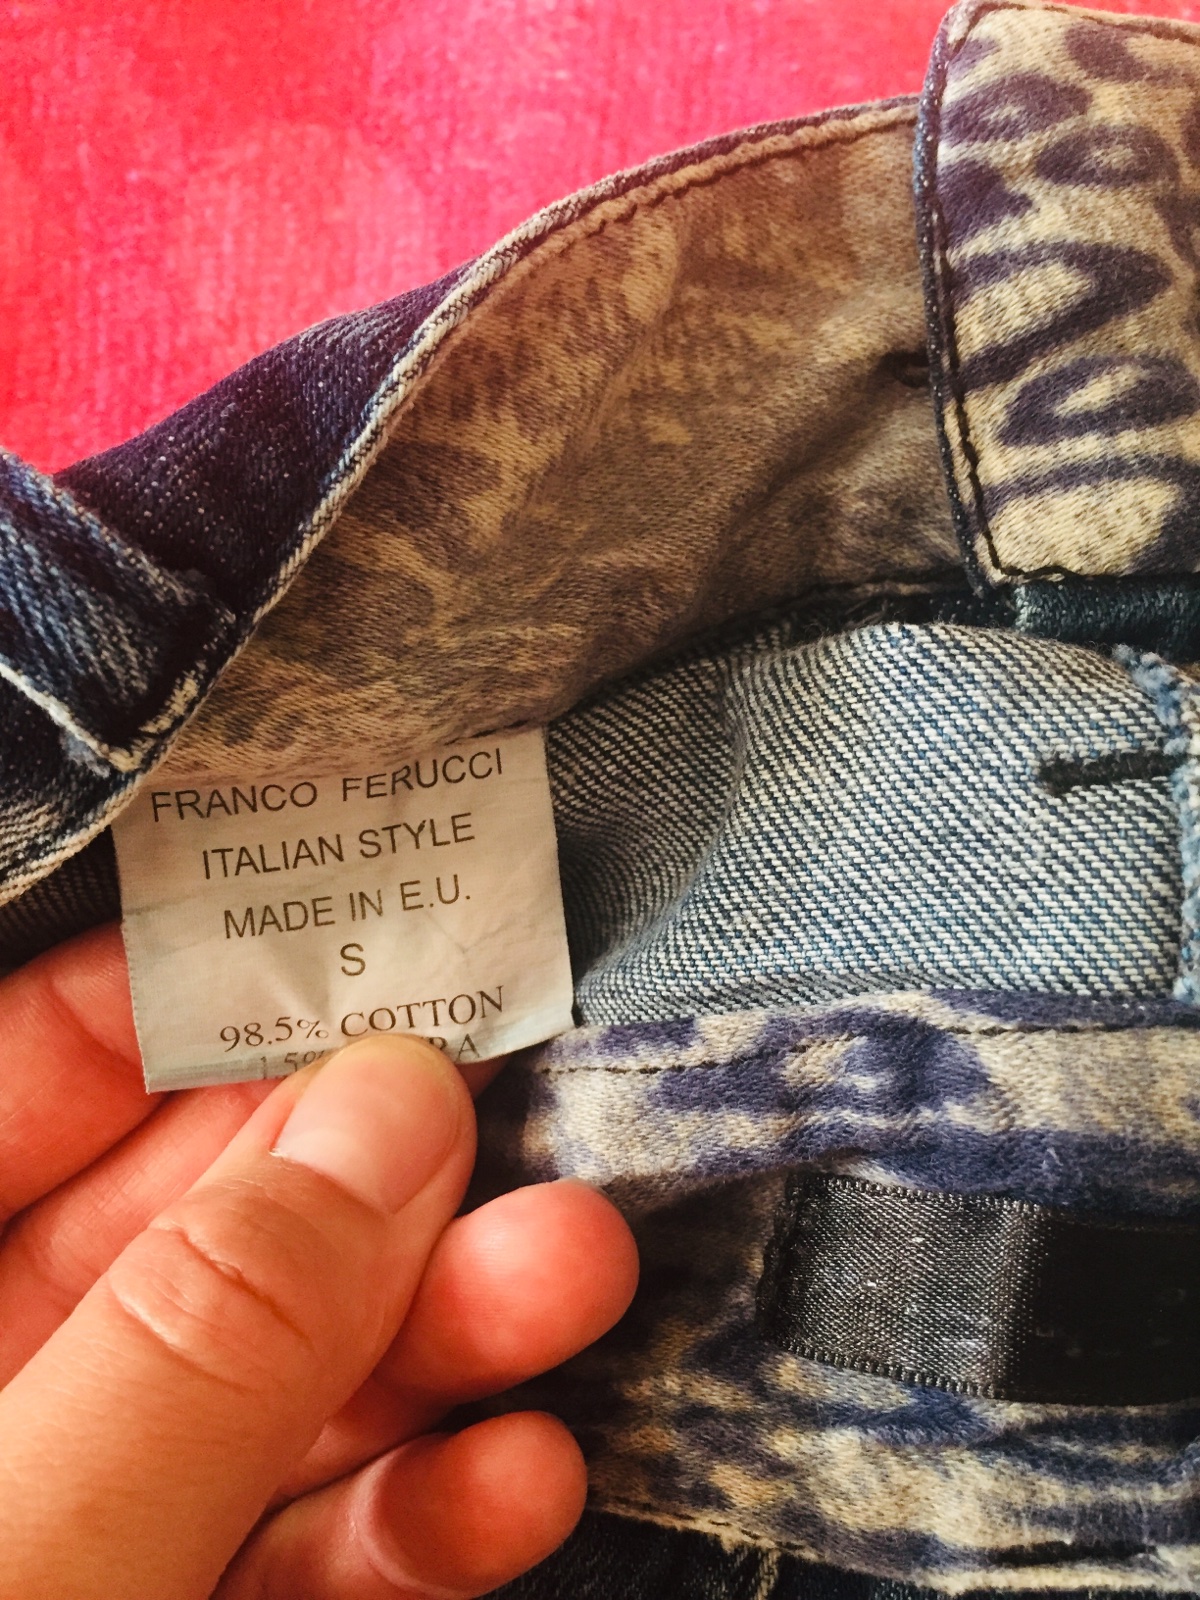 FRANCO FERUCCI
ITALIAN STYLE
MADE IN E.U.
S
98.5% COTTON